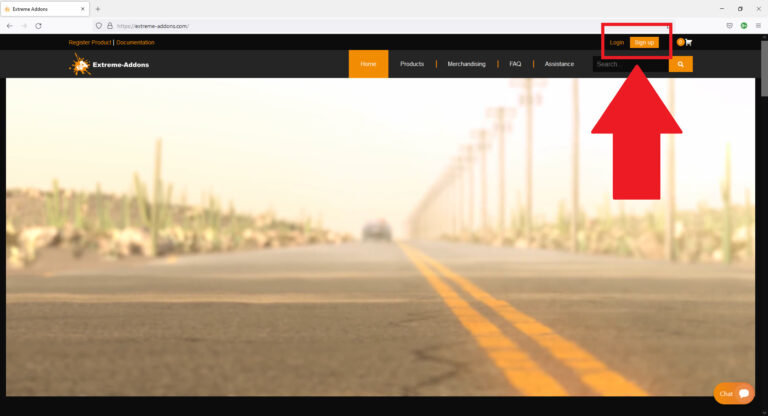 Extreme Addons
https://extreme-addons.com/
Register Product | Documentation
Login Sign up 0
Extreme-Addons
Home Products Merchandising FAQ Assistance Search...
Chat